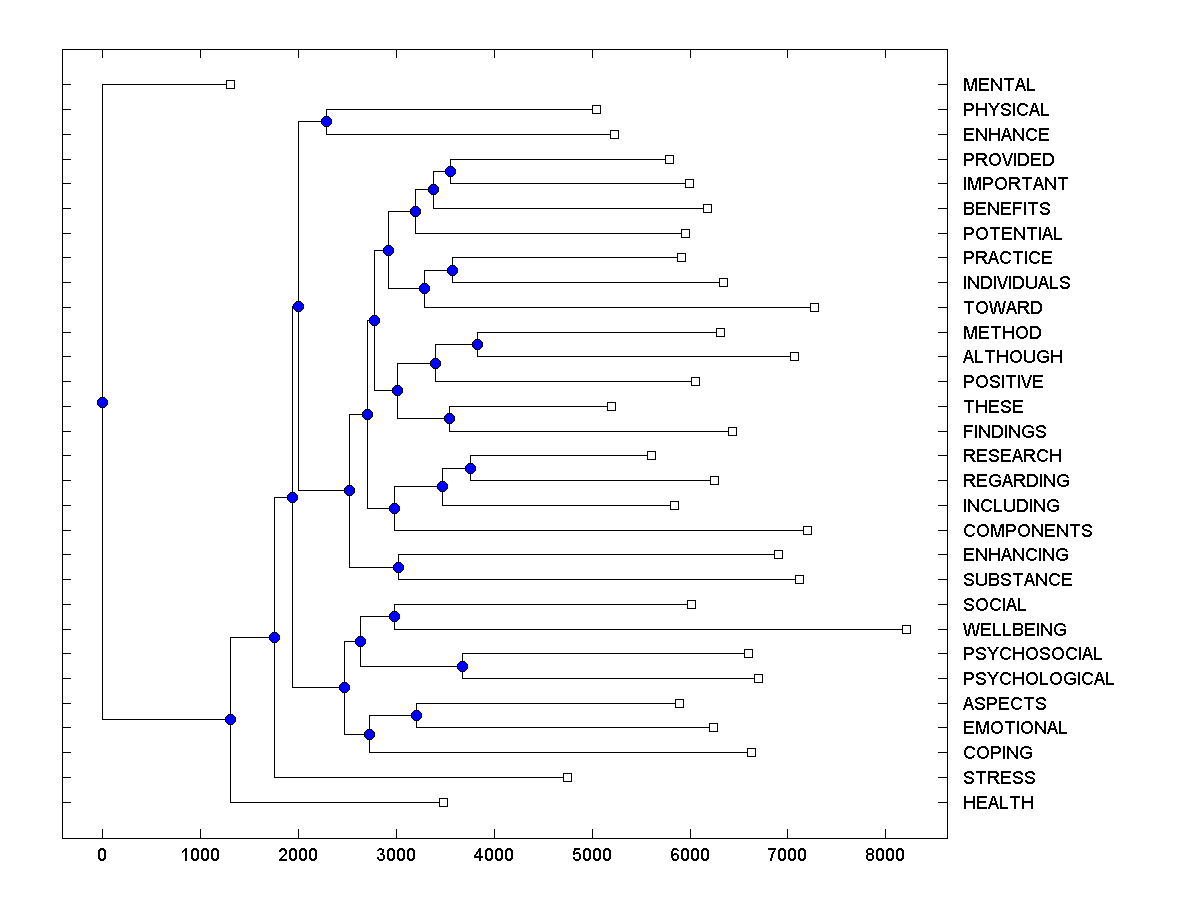 MENTAL
PHYSICAL
ENHANCE
PROVIDED
IMPORTANT
BENEFITS
POTENTIAL
PRACTICE
INDIVIDUALS
TOWARD
METHOD
ALTHOUGH
POSITIVE
THESE
FINDINGS
RESEARCH
REGARDING
INCLUDING
COMPONENTS
ENHANCING
SUBSTANCE
SOCIAL
WELLBEING
PSYCHOSOCIAL
PSYCHOLOGICAL
ASPECTS
EMOTIONAL
COPING
STRESS
HEALTH
0 1000 2000 3000 4000 5000 6000 7000 8000